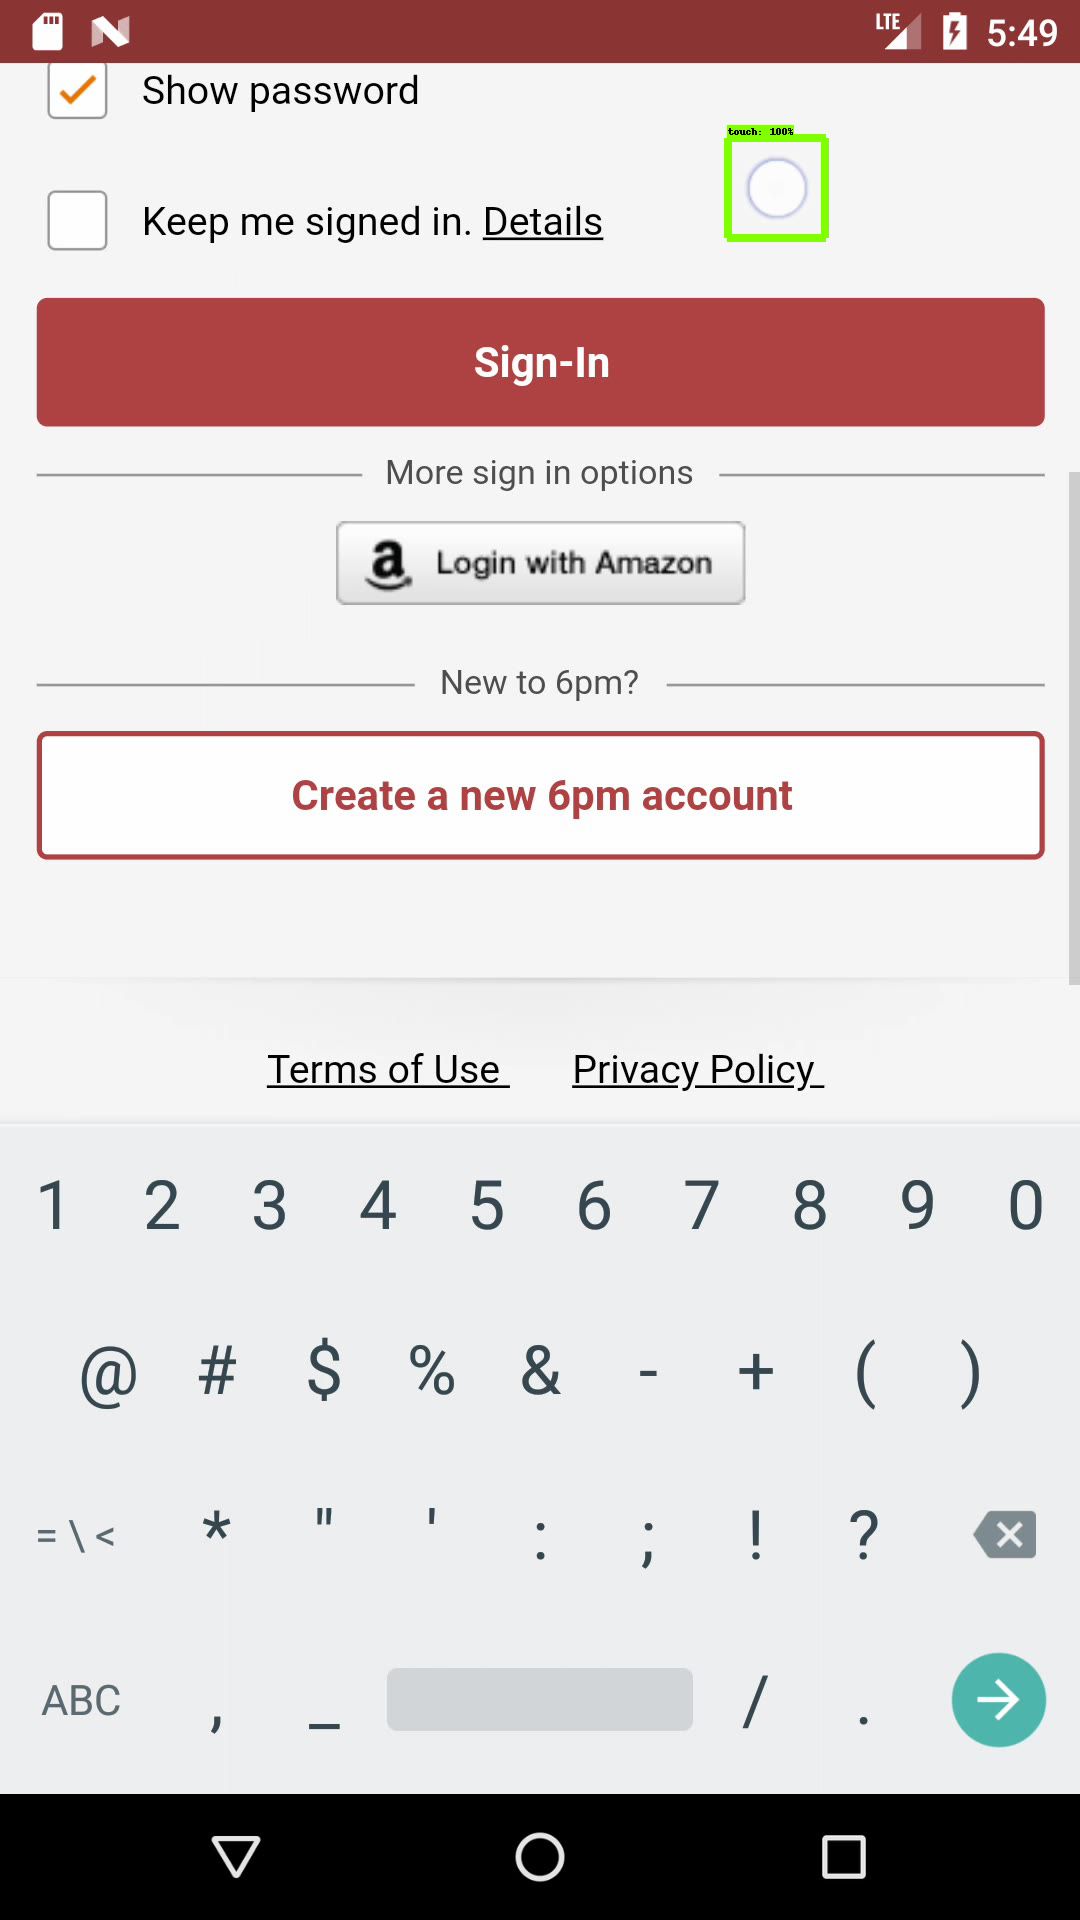 LTE 5:49
Show password
touch: 100%
Keep me signed in. Details
Sign-In
More sign in options
a Login with Amazon
New to 6pm?
Create a new 6pm account
Terms of Use Privacy Policy
1 2 3 4 5 6 7 8 9 0
@ # $ % & - + ( )
= \ < * " ' : ; ! ?
ABC , _ / .